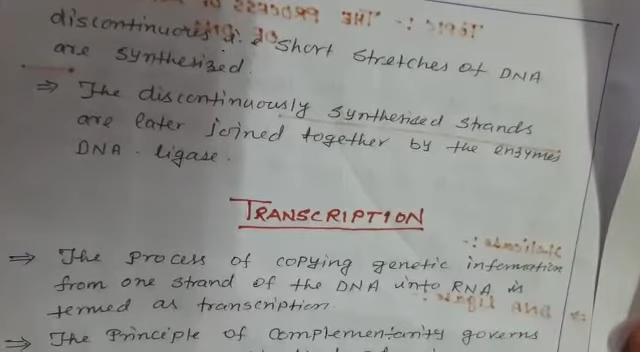 discontinuous i.e short stretches of DNA
are synthesized.
⇒ The discontinuously synthesized strands
are later joined together by the enzymes
DNA. ligase.
TRANSCRIPTION
⇒ The process of copying genetic information
from one strand of the DNA into RNA is
termed as transcription.
⇒ The Principle of complementarity governs